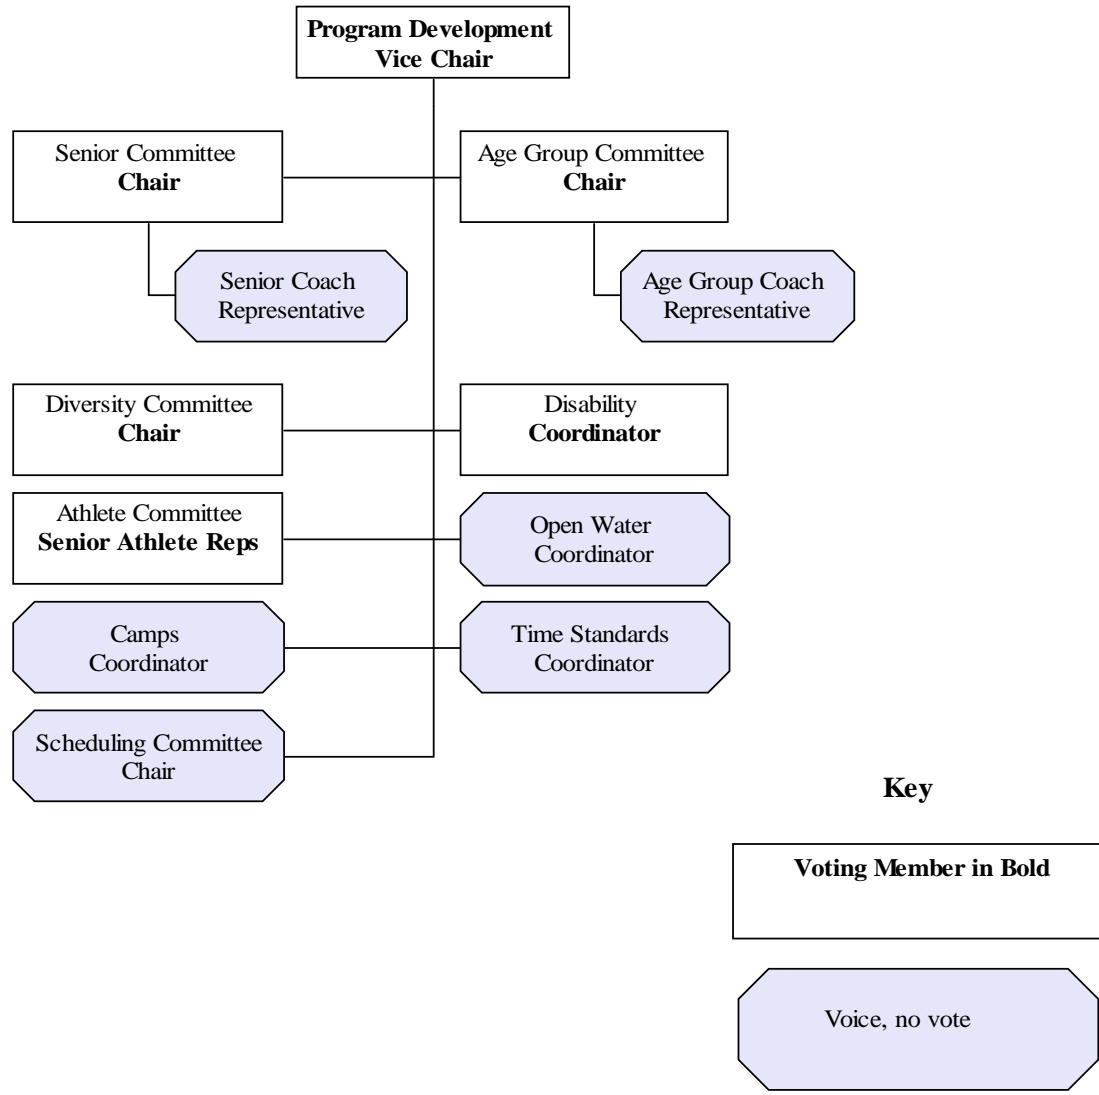 Program Development
Vice Chair
Senior Committee
Chair
Age Group Committee
Chair
Senior Coach
Representative
Age Group Coach
Representative
Diversity Committee
Chair
Disability
Coordinator
Athlete Committee
Senior Athlete Reps
Open Water
Coordinator
Camps
Coordinator
Time Standards
Coordinator
Scheduling Committee
Chair
Key
Voting Member in Bold
Voice, no vote